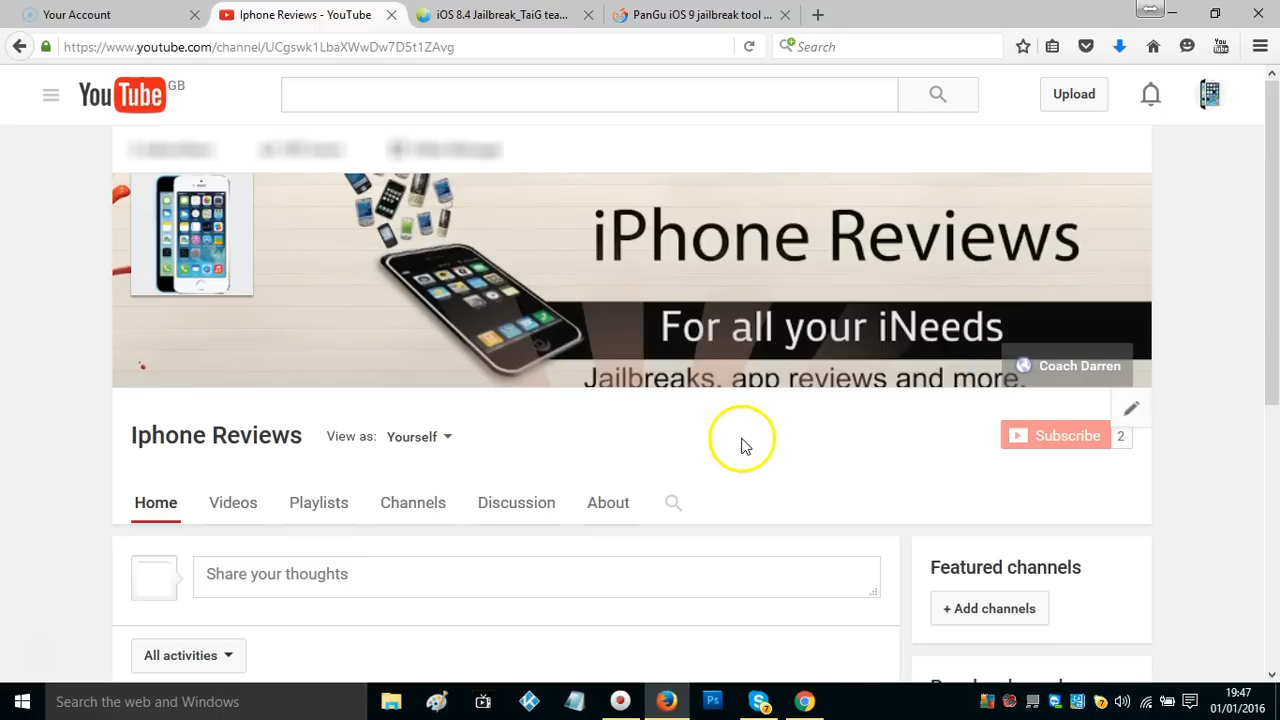 Your Account
Iphone Reviews - YouTube
iOS 8.4 Jailbreak_TaiG tea...
PanGu iOS 9 jailbreak tool ...
https://www.youtube.com/channel/UCgswk1LbaXWwDw7D5t1ZAvg
Search
You Tube GB
Upload
iPhone Reviews
For all your iNeeds
Coach Darren
Jailbreaks, app reviews and more.
Iphone Reviews
View as: Yourself
Subscribe 2
Home Videos Playlists Channels Discussion About
Share your thoughts
Featured channels
+ Add channels
All activities
Search the web and Windows
19:47
01/01/2016